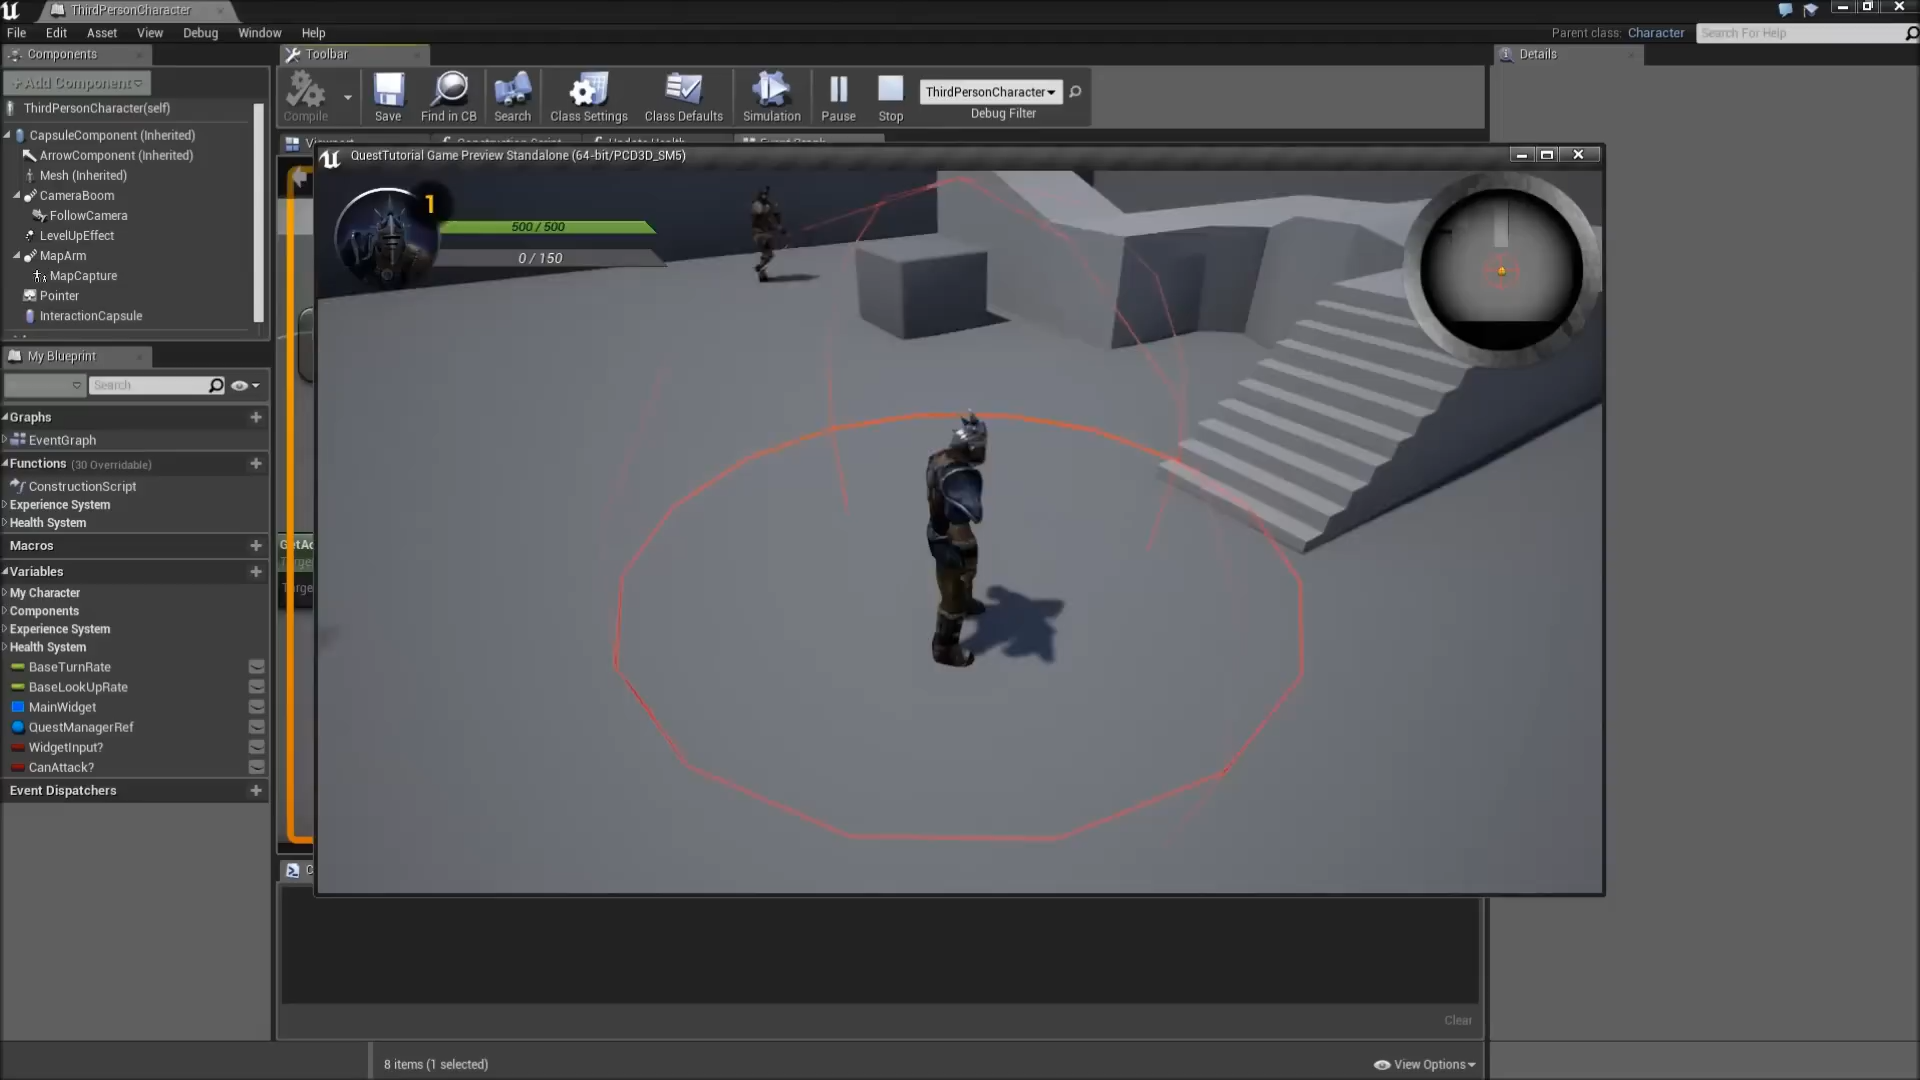 ThirdPersonCharacter
File Edit Asset View Debug Window Help
Parent class: Character
Search For Help
Components
Toolbar
Details
+Add Component
ThirdPersonCharacter(self)
CapsuleComponent (Inherited)
ArrowComponent (Inherited)
Mesh (Inherited)
CameraBoom
FollowCamera
LevelUpEffect
MapArm
MapCapture
Pointer
InteractionCapsule
Compile
Save
Find in CB
Search
Class Settings
Class Defaults
Simulation
Pause
Stop
ThirdPersonCharacter
Debug Filter
QuestTutorial Game Preview Standalone (64-bit/PCD3D_SM5)
1
500 / 500
0 / 150
My Blueprint
Search
Graphs
EventGraph
Functions (30 Overridable)
ConstructionScript
Experience System
Health System
Macros
Variables
My Character
Components
Experience System
Health System
BaseTurnRate
BaseLookUpRate
MainWidget
QuestManagerRef
WidgetInput?
CanAttack?
Event Dispatchers
Clear
8 items (1 selected)
View Options